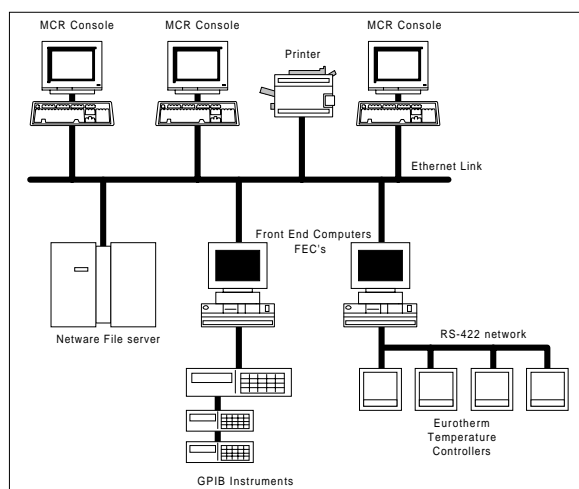 MCR Console
MCR Console
MCR Console
Printer
Ethernet Link
Front End Computers
FEC's
Netware File server
RS-422 network
Eurotherm
Temperature
Controllers
GPIB Instruments